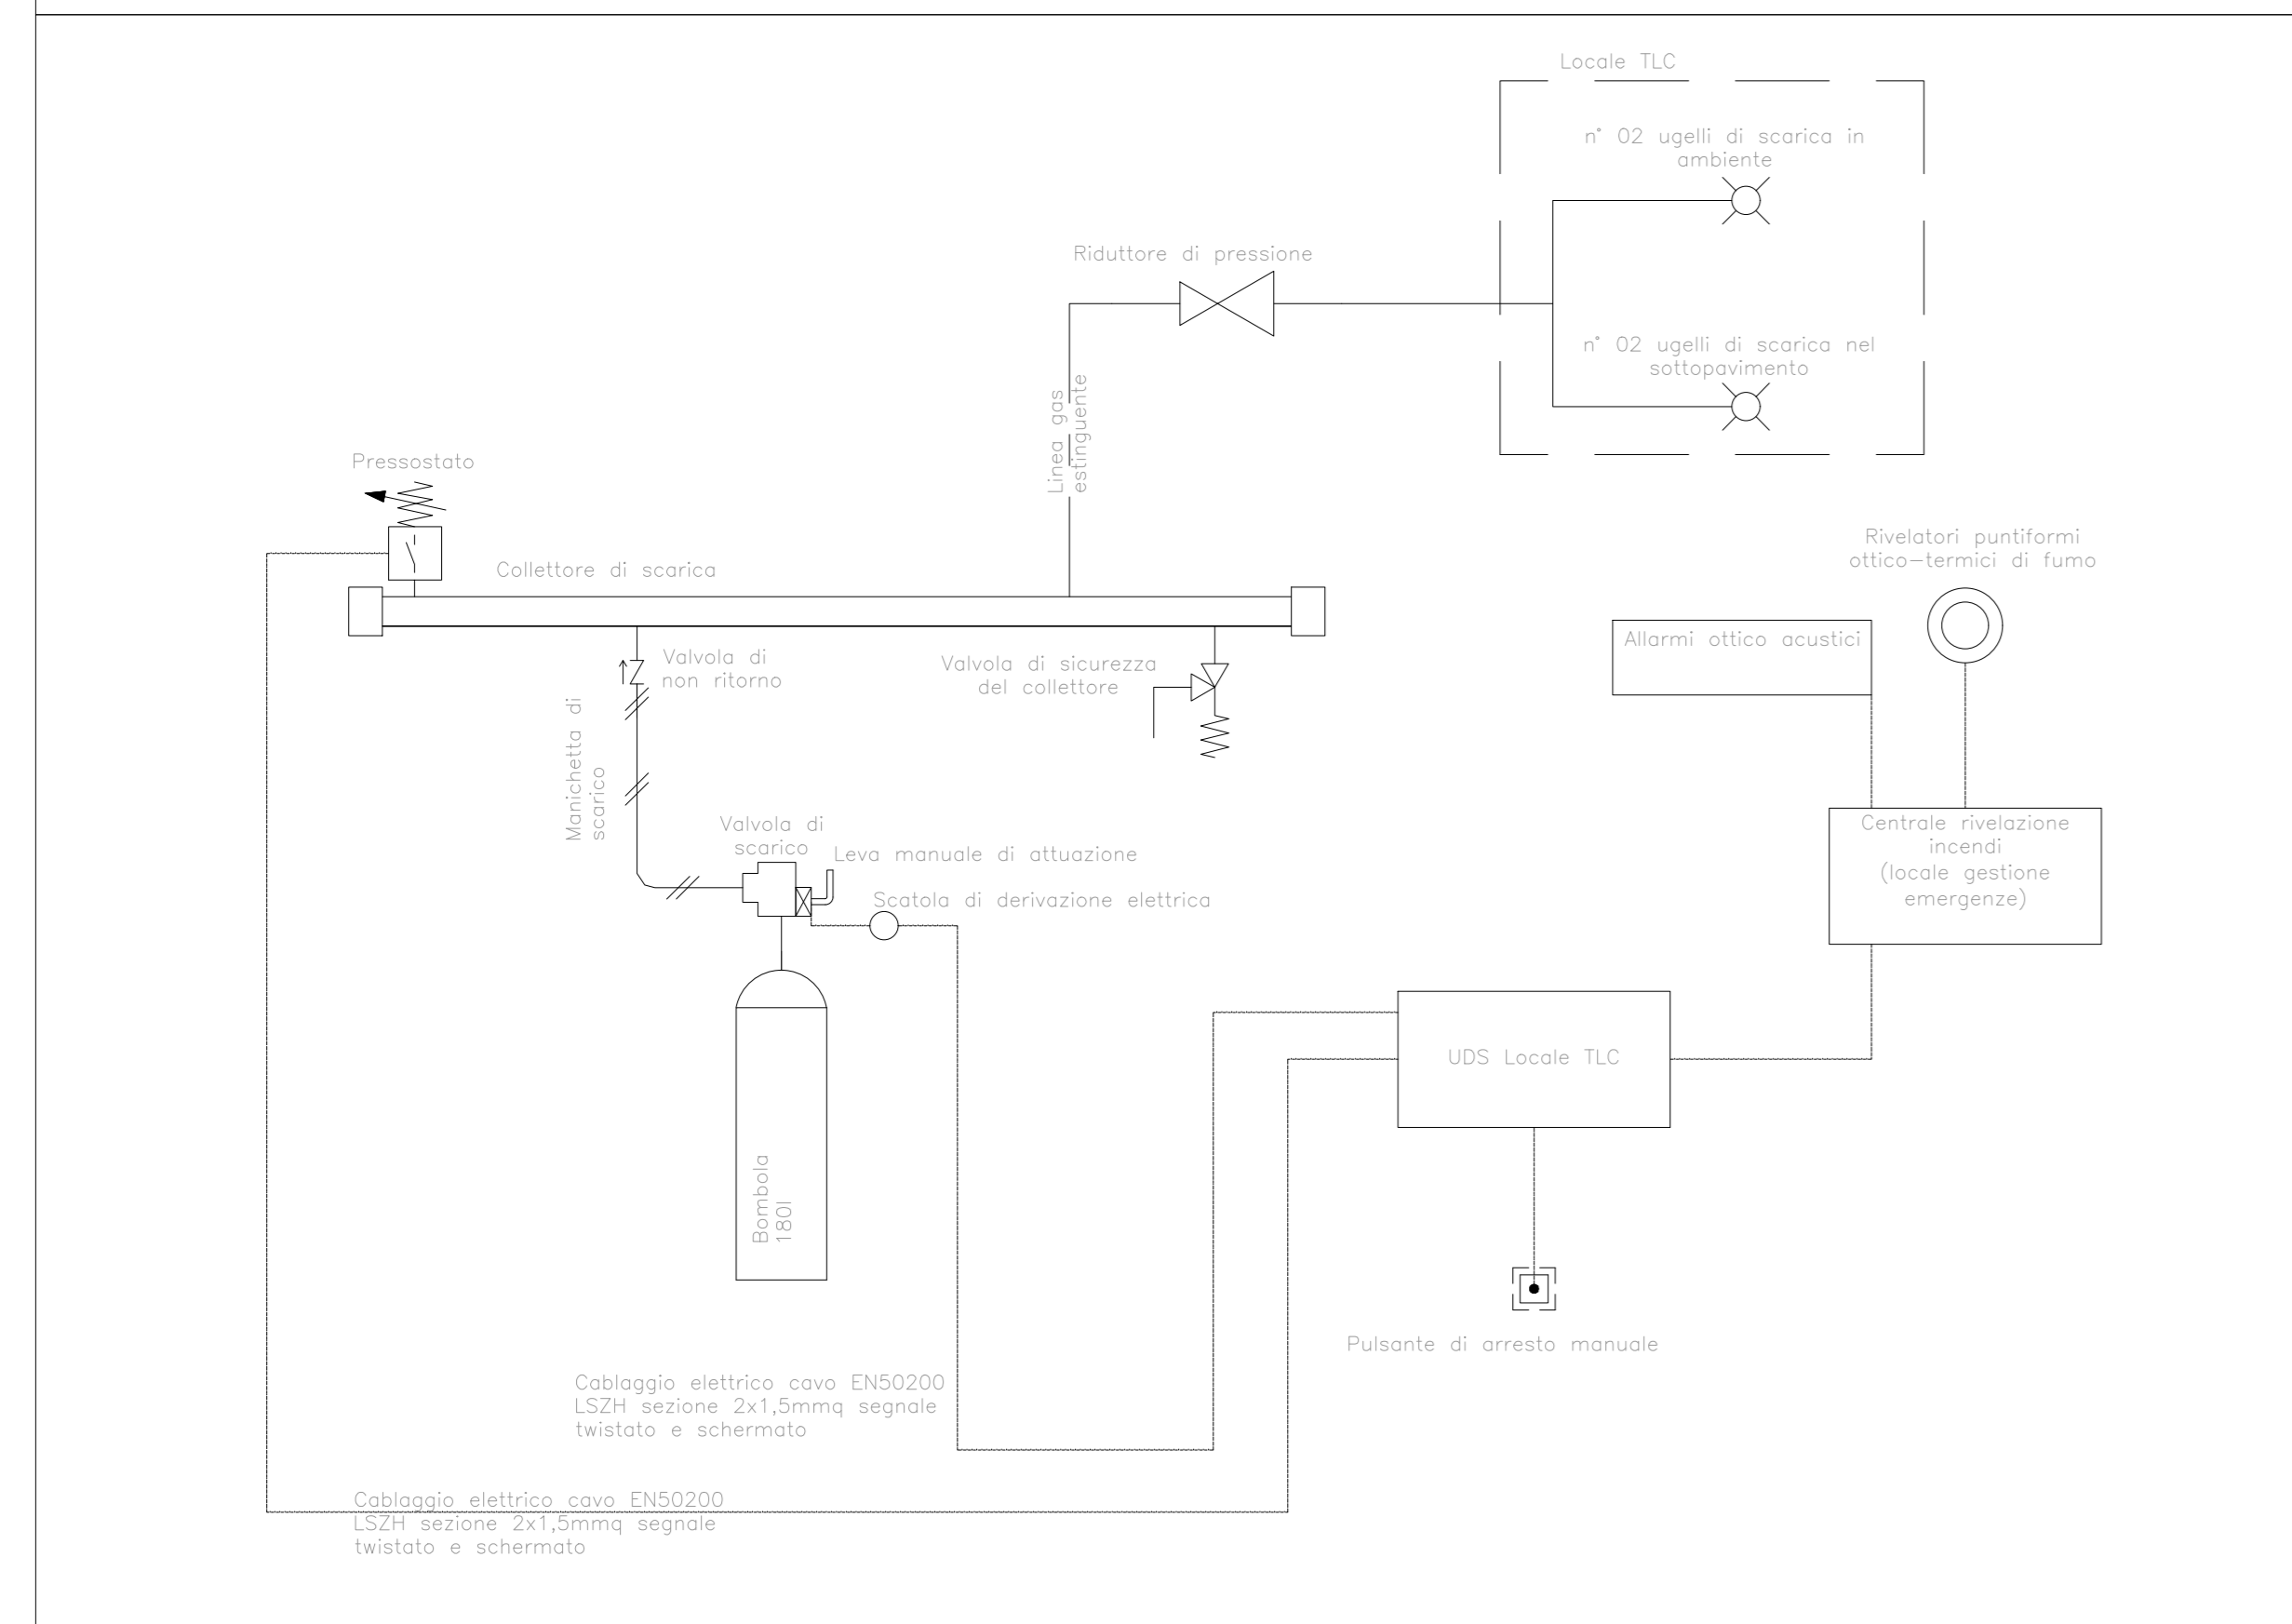 Locale TLC
n° 02 ugelli di scarica in
ambiente
Riduttore di pressione
n° 02 ugelli di scarica nel
sottopavimento
Linea gas
estinguente
Pressostato
Collettore di scarica
Rivelatori puntiformi
ottico-termici di fumo
Allarmi ottico acustici
Valvola di
non ritorno
Valvola di sicurezza
del collettore
Manichetta di
scarico
Valvola di
scarico
Leva manuale di attuazione
Scatola di derivazione elettrica
Centrale rivelazione
incendi
(locale gestione
emergenze)
UDS Locale TLC
Bombola
180l
Pulsante di arresto manuale
Cablaggio elettrico cavo EN50200
LSZH sezione 2x1,5mmq segnale
twistato e schermato
Cablaggio elettrico cavo EN50200
LSZH sezione 2x1,5mmq segnale
twistato e schermato